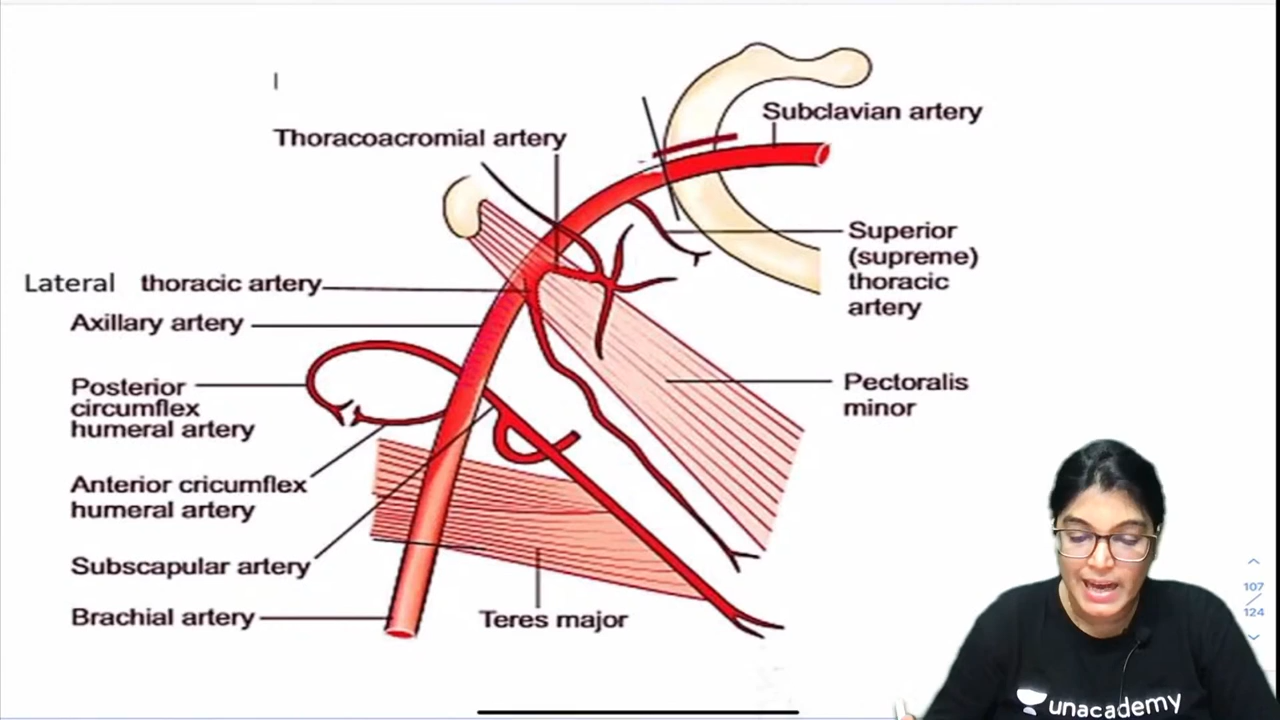 Subclavian artery
Thoracoacromial artery
Superior
(supreme)
thoracic
artery
Lateral thoracic artery
Axillary artery
Posterior
circumflex
humeral artery
Pectoralis
minor
Anterior cricumflex
humeral artery
Subscapular artery
Brachial artery
Teres major
107
124
unacademy